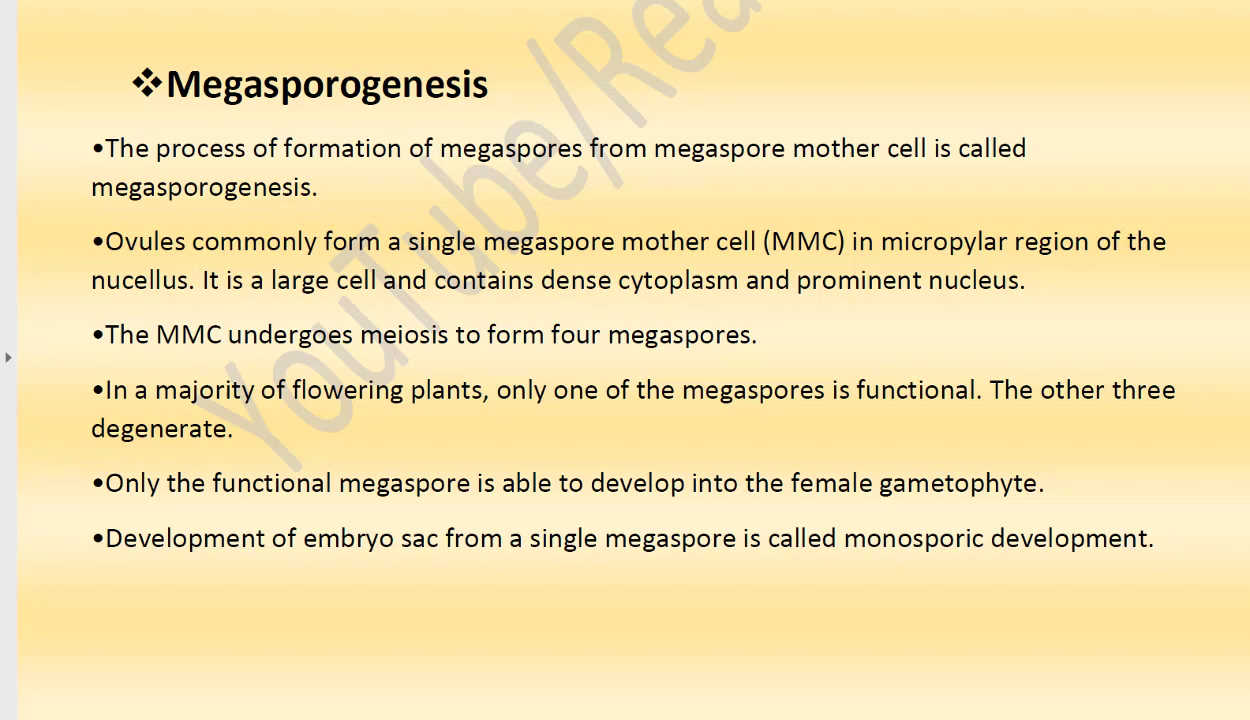 ❖Megasporogenesis
•The process of formation of megaspores from megaspore mother cell is called
megasporogenesis.
•Ovules commonly form a single megaspore mother cell (MMC) in micropylar region of the
nucellus. It is a large cell and contains dense cytoplasm and prominent nucleus.
•The MMC undergoes meiosis to form four megaspores.
•In a majority of flowering plants, only one of the megaspores is functional. The other three
degenerate.
•Only the functional megaspore is able to develop into the female gametophyte.
•Development of embryo sac from a single megaspore is called monosporic development.
YouTube/